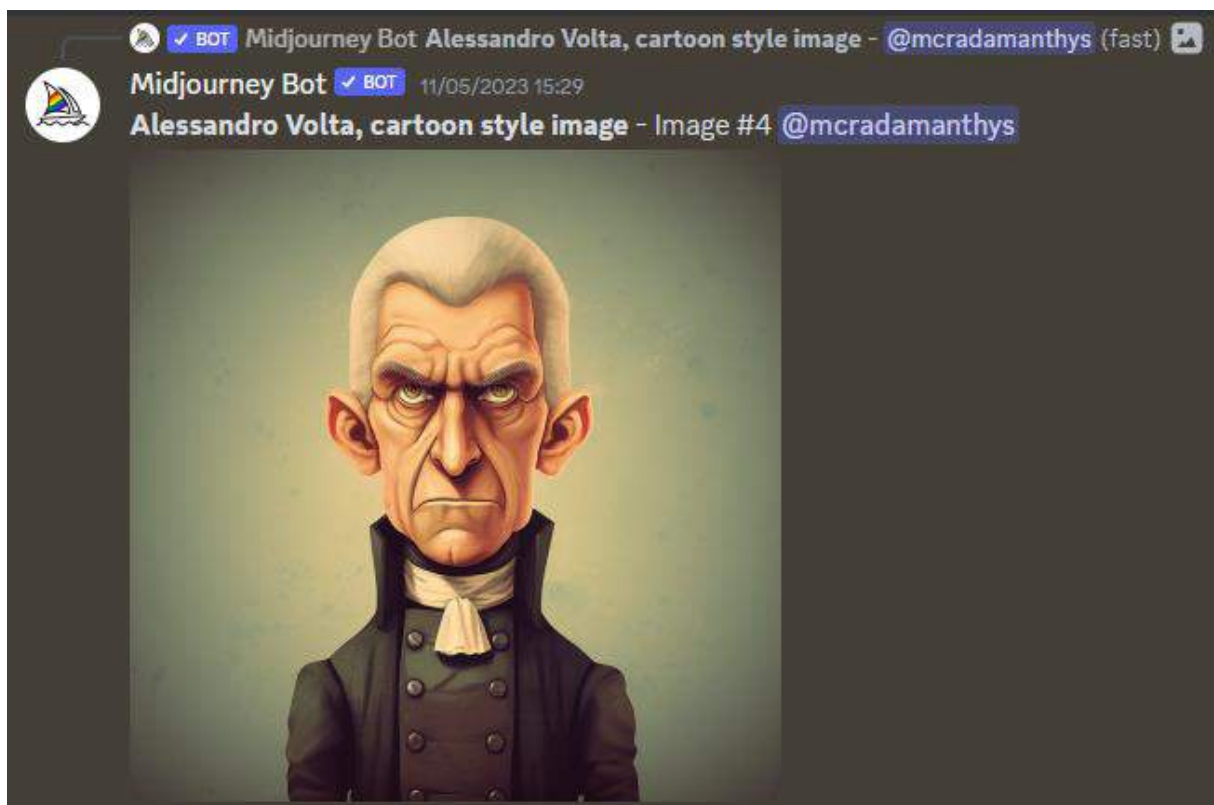 ✓ BOT Midjourney Bot Alessandro Volta, cartoon style image - @mcradamanthys (fast)
Midjourney Bot ✓ BOT 11/05/2023 15:29
Alessandro Volta, cartoon style image - Image #4 @mcradamanthys